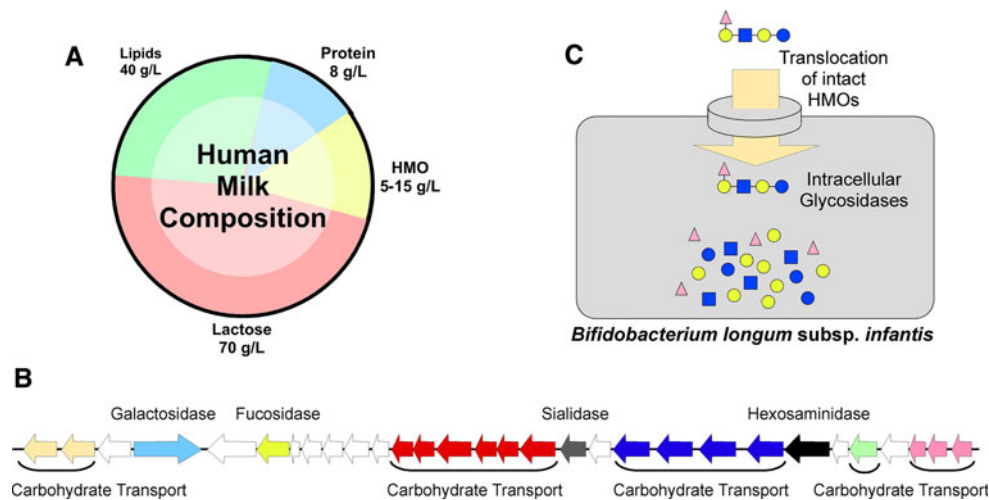 A
Lipids
40 g/L
Protein
8 g/L
HMO
5-15 g/L
Human
Milk
Composition
Lactose
70 g/L
C
Translocation
of intact
HMOs
Intracellular
Glycosidases
Bifidobacterium longum subsp. infantis
B
Galactosidase
Fucosidase
Sialidase
Hexosaminidase
Carbohydrate Transport
Carbohydrate Transport
Carbohydrate Transport
Carbohydrate Transport